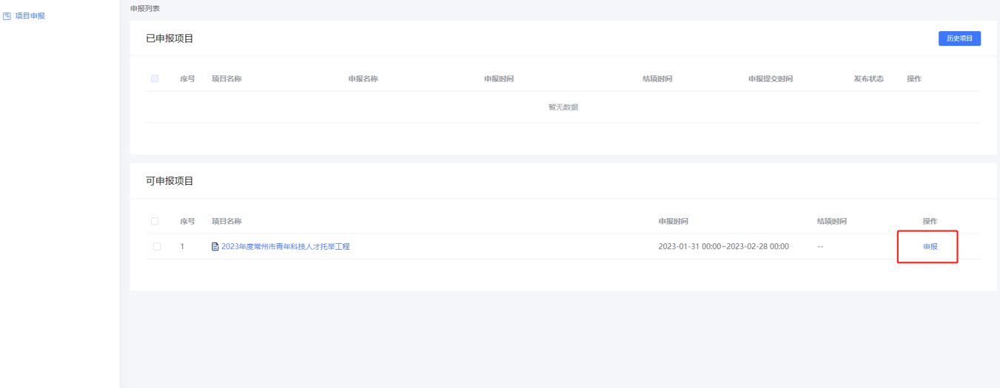 项目申报
申报列表
已申报项目
历史项目
序号 项目名称 申报名称 申报时间 结项时间 申报提交时间 发布状态 操作
暂无数据
可申报项目
序号 项目名称 申报时间 结项时间 操作
1 2023年度常州市青年科技人才托举工程 2023-01-31 00:00~2023-02-28 00:00 -- 申报